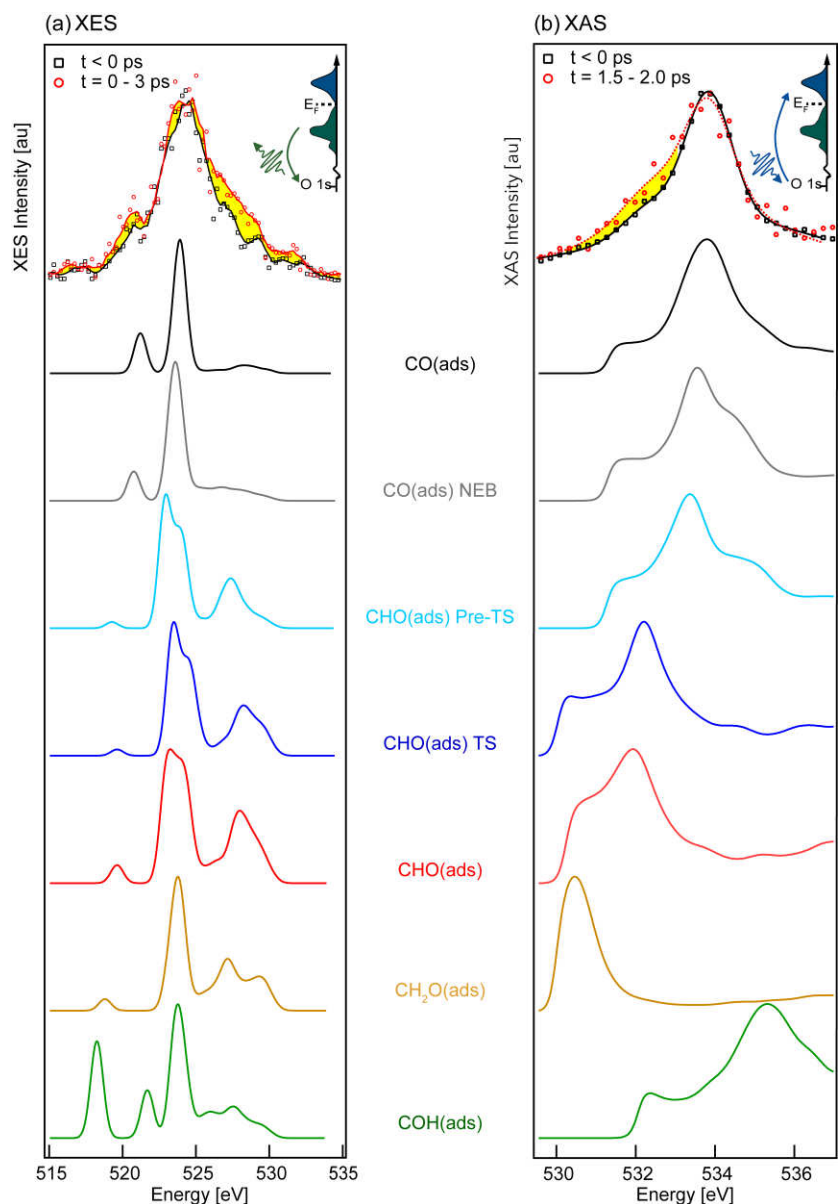 (a) XES
t < 0 ps
t = 0 - 3 ps
E_F
O 1s
XES Intensity [au]
515 520 525 530 535
Energy [eV]
CO(ads)
CO(ads) NEB
CHO(ads) Pre-TS
CHO(ads) TS
CHO(ads)
CH₂O(ads)
COH(ads)
(b) XAS
t < 0 ps
t = 1.5 - 2.0 ps
E_F
O 1s
XAS Intensity [au]
530 532 534 536
Energy [eV]